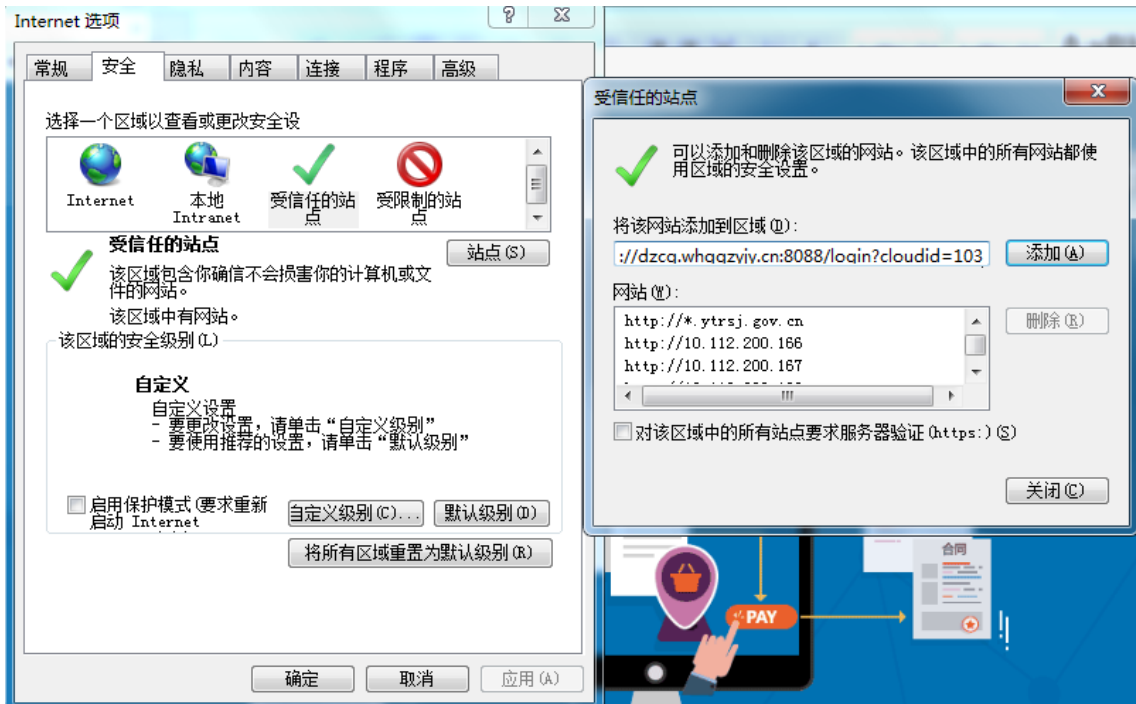 Internet 选项
常规 安全 隐私 内容 连接 程序 高级
选择一个区域以查看或更改安全设
Internet
本地
Intranet
受信任的站
点
受限制的站
点
受信任的站点
站点(S)
该区域包含你确信不会损害你的计算机或文
件的网站。
该区域中有网站。
该区域的安全级别(L)
自定义
自定义设置
- 要更改设置，请单击“自定义级别”
- 要使用推荐的设置，请单击“默认级别”
启用保护模式(要求重新
启动 Internet
自定义级别(C)... 默认级别(D)
将所有区域重置为默认级别(R)
确定 取消 应用(A)
受信任的站点
可以添加和删除该区域的网站。该区域中的所有网站都使
用区域的安全设置。
将该网站添加到区域(D):
://dzcg.whggzyjy.cn:8088/login?cloudid=103
添加(A)
网站(W):
http://*.ytrsj.gov.cn
http://10.112.200.166
http://10.112.200.167
删除(R)
对该区域中的所有站点要求服务器验证(https:)(S)
关闭(C)
合同
PAY